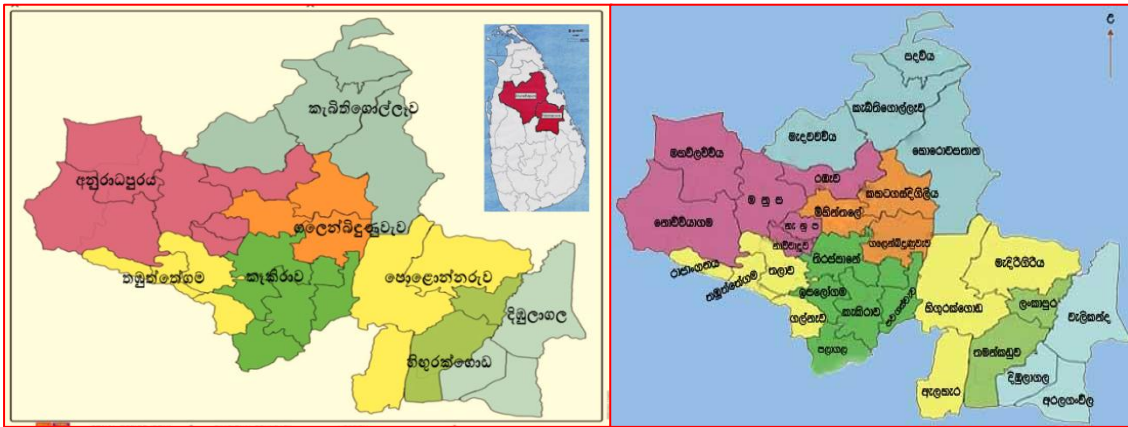 කැබිතිගොල්ලෑව
අනුරාධපුරය
ගලෙන්බිඳුණුවැව
තඹුත්තේගම
කැකිරාව
පොළොන්නරුව
දිඹුලාගල
හිඟුරක්ගොඩ
උ
පදවිය
කැබිතිගොල්ලෑව
මැදවච්චිය
හොරොවපතාන
මහවිලච්චිය
රඹෑව
කහටගස්දිගිලිය
ම නු ප
මිහින්තලේ
නොච්චියාගම
නැ නු ප
නාච්චාදූව
ගලෙන්බිඳුණුවැව
රාජාංගනය
තිරප්පනේ
මැදිරිගිරිය
තඹුත්තේගම
තලාව
ඉපලෝගම
ලංකාපුර
හිඟුරක්ගොඩ
වැලිකන්ද
ගල්නෑව
කැකිරාව
පලාගල
තමන්කඩුව
දිඹුලාගල
ඇලහැර
අරලගංවිල